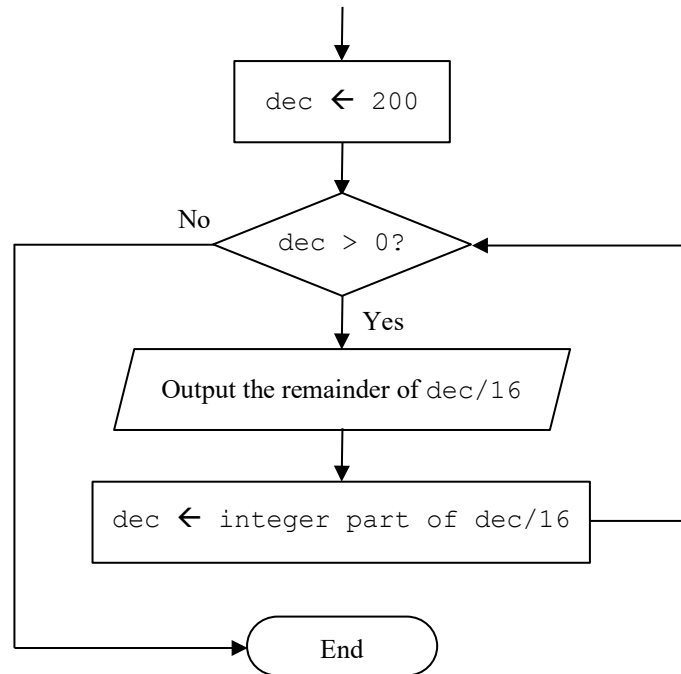 dec ← 200
No
dec > 0?
Yes
Output the remainder of dec/16
dec ← integer part of dec/16
End